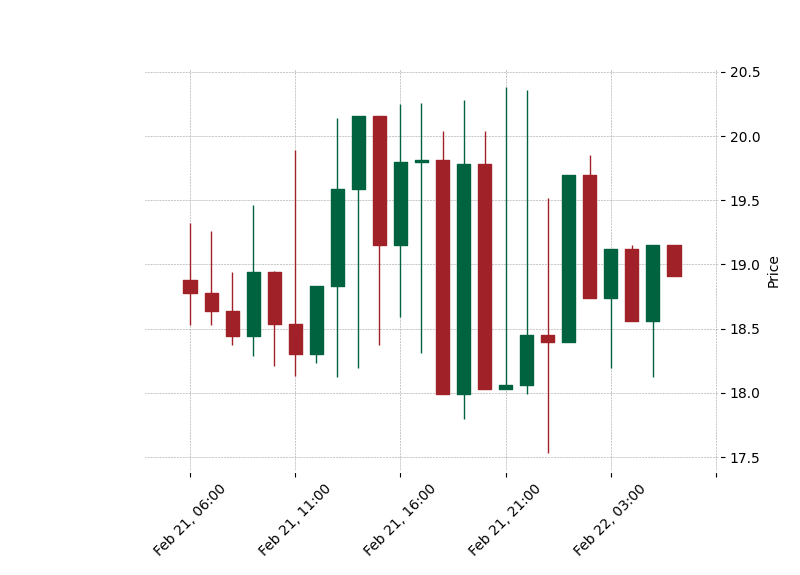 20.5
20.0
19.5
19.0
18.5
18.0
17.5
Price
Feb 21, 06:00
Feb 21, 11:00
Feb 21, 16:00
Feb 21, 21:00
Feb 22, 03:00